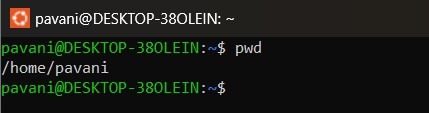 pavani@DESKTOP-38OLEIN: ~
pavani@DESKTOP-38OLEIN:~$ pwd
/home/pavani
pavani@DESKTOP-38OLEIN:~$